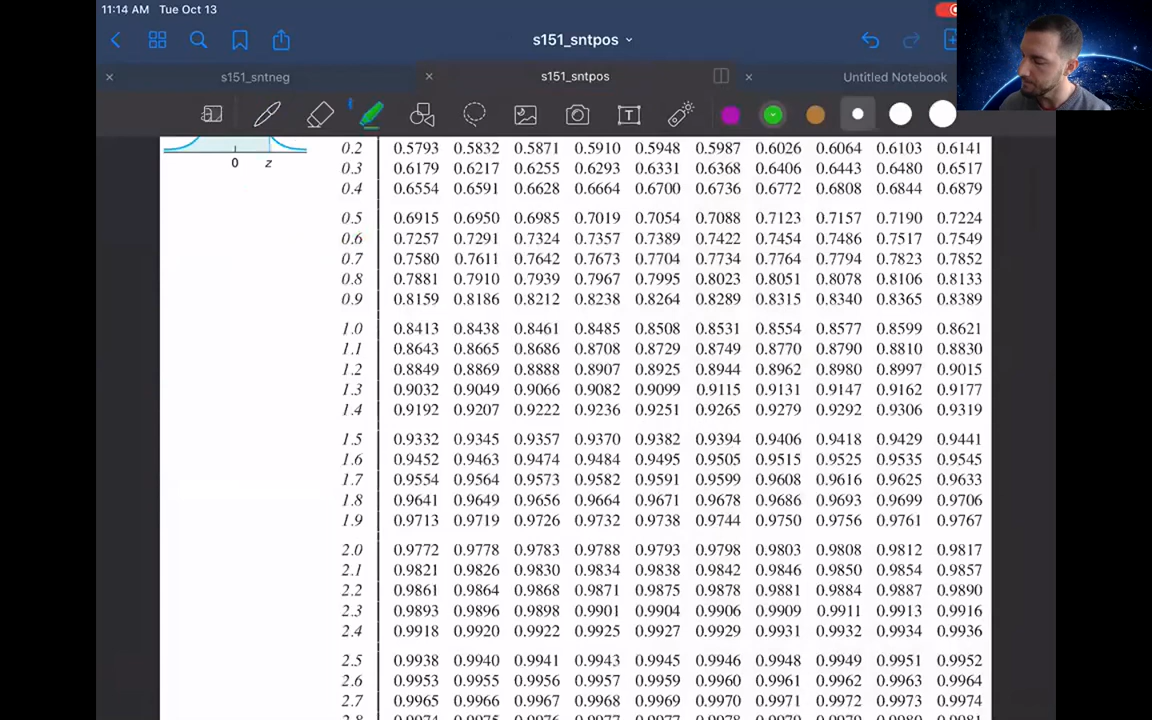 11:14 AM Tue Oct 13
s151_sntpos
s151_sntneg
s151_sntpos
Untitled Notebook
0 z
0.2 0.5793 0.5832 0.5871 0.5910 0.5948 0.5987 0.6026 0.6064 0.6103 0.6141
0.3 0.6179 0.6217 0.6255 0.6293 0.6331 0.6368 0.6406 0.6443 0.6480 0.6517
0.4 0.6554 0.6591 0.6628 0.6664 0.6700 0.6736 0.6772 0.6808 0.6844 0.6879
0.5 0.6915 0.6950 0.6985 0.7019 0.7054 0.7088 0.7123 0.7157 0.7190 0.7224
0.6 0.7257 0.7291 0.7324 0.7357 0.7389 0.7422 0.7454 0.7486 0.7517 0.7549
0.7 0.7580 0.7611 0.7642 0.7673 0.7704 0.7734 0.7764 0.7794 0.7823 0.7852
0.8 0.7881 0.7910 0.7939 0.7967 0.7995 0.8023 0.8051 0.8078 0.8106 0.8133
0.9 0.8159 0.8186 0.8212 0.8238 0.8264 0.8289 0.8315 0.8340 0.8365 0.8389
1.0 0.8413 0.8438 0.8461 0.8485 0.8508 0.8531 0.8554 0.8577 0.8599 0.8621
1.1 0.8643 0.8665 0.8686 0.8708 0.8729 0.8749 0.8770 0.8790 0.8810 0.8830
1.2 0.8849 0.8869 0.8888 0.8907 0.8925 0.8944 0.8962 0.8980 0.8997 0.9015
1.3 0.9032 0.9049 0.9066 0.9082 0.9099 0.9115 0.9131 0.9147 0.9162 0.9177
1.4 0.9192 0.9207 0.9222 0.9236 0.9251 0.9265 0.9279 0.9292 0.9306 0.9319
1.5 0.9332 0.9345 0.9357 0.9370 0.9382 0.9394 0.9406 0.9418 0.9429 0.9441
1.6 0.9452 0.9463 0.9474 0.9484 0.9495 0.9505 0.9515 0.9525 0.9535 0.9545
1.7 0.9554 0.9564 0.9573 0.9582 0.9591 0.9599 0.9608 0.9616 0.9625 0.9633
1.8 0.9641 0.9649 0.9656 0.9664 0.9671 0.9678 0.9686 0.9693 0.9699 0.9706
1.9 0.9713 0.9719 0.9726 0.9732 0.9738 0.9744 0.9750 0.9756 0.9761 0.9767
2.0 0.9772 0.9778 0.9783 0.9788 0.9793 0.9798 0.9803 0.9808 0.9812 0.9817
2.1 0.9821 0.9826 0.9830 0.9834 0.9838 0.9842 0.9846 0.9850 0.9854 0.9857
2.2 0.9861 0.9864 0.9868 0.9871 0.9875 0.9878 0.9881 0.9884 0.9887 0.9890
2.3 0.9893 0.9896 0.9898 0.9901 0.9904 0.9906 0.9909 0.9911 0.9913 0.9916
2.4 0.9918 0.9920 0.9922 0.9925 0.9927 0.9929 0.9931 0.9932 0.9934 0.9936
2.5 0.9938 0.9940 0.9941 0.9943 0.9945 0.9946 0.9948 0.9949 0.9951 0.9952
2.6 0.9953 0.9955 0.9956 0.9957 0.9959 0.9960 0.9961 0.9962 0.9963 0.9964
2.7 0.9965 0.9966 0.9967 0.9968 0.9969 0.9970 0.9971 0.9972 0.9973 0.9974